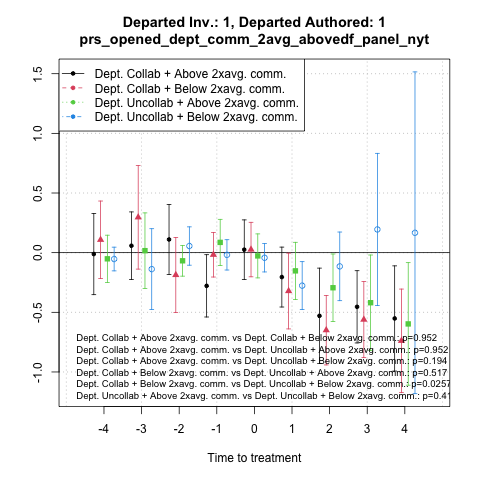 Departed Inv.: 1, Departed Authored: 1
prs_opened_dept_comm_2avg_abovedf_panel_nyt
1.5
1.0
0.5
0.0
-0.5
-1.0
Dept. Collab + Above 2xavg. comm.
Dept. Collab + Below 2xavg. comm.
Dept. Uncollab + Above 2xavg. comm.
Dept. Uncollab + Below 2xavg. comm.
Dept. Collab + Above 2xavg. comm. vs Dept. Collab + Below 2xavg. comm.: p=0.952
Dept. Collab + Above 2xavg. comm. vs Dept. Uncollab + Above 2xavg. comm.: p=0.952
Dept. Collab + Above 2xavg. comm. vs Dept. Uncollab + Below 2xavg. comm.: p=0.194
Dept. Collab + Below 2xavg. comm. vs Dept. Uncollab + Above 2xavg. comm.: p=0.517
Dept. Collab + Below 2xavg. comm. vs Dept. Uncollab + Below 2xavg. comm.: p=0.0257
Dept. Uncollab + Above 2xavg. comm. vs Dept. Uncollab + Below 2xavg. comm.: p=0.41
-4 -3 -2 -1 0 1 2 3 4
Time to treatment